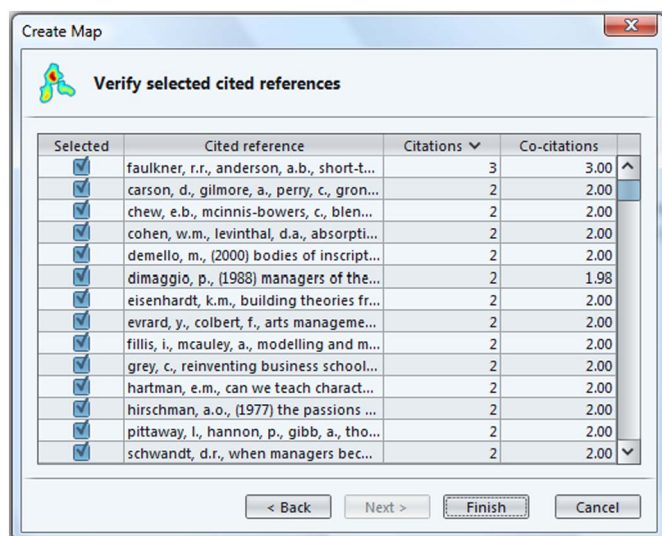 Create Map
Verify selected cited references
Selected Cited reference Citations Co-citations
faulkner, r.r., anderson, a.b., short-t... 3 3.00
carson, d., gilmore, a., perry, c., gron... 2 2.00
chew, e.b., mcinnis-bowers, c., blen... 2 2.00
cohen, w.m., levinthal, d.a., absorpti... 2 2.00
demello, m., (2000) bodies of inscript... 2 2.00
dimaggio, p., (1988) managers of the... 2 1.98
eisenhardt, k.m., building theories fr... 2 2.00
evrard, y., colbert, f., arts manageme... 2 2.00
fillis, i., mcauley, a., modelling and m... 2 2.00
grey, c., reinventing business school... 2 2.00
hartman, e.m., can we teach charact... 2 2.00
hirschman, a.o., (1977) the passions ... 2 2.00
pittaway, l., hannon, p., gibb, a., tho... 2 2.00
schwandt, d.r., when managers bec... 2 2.00
< Back Next > Finish Cancel